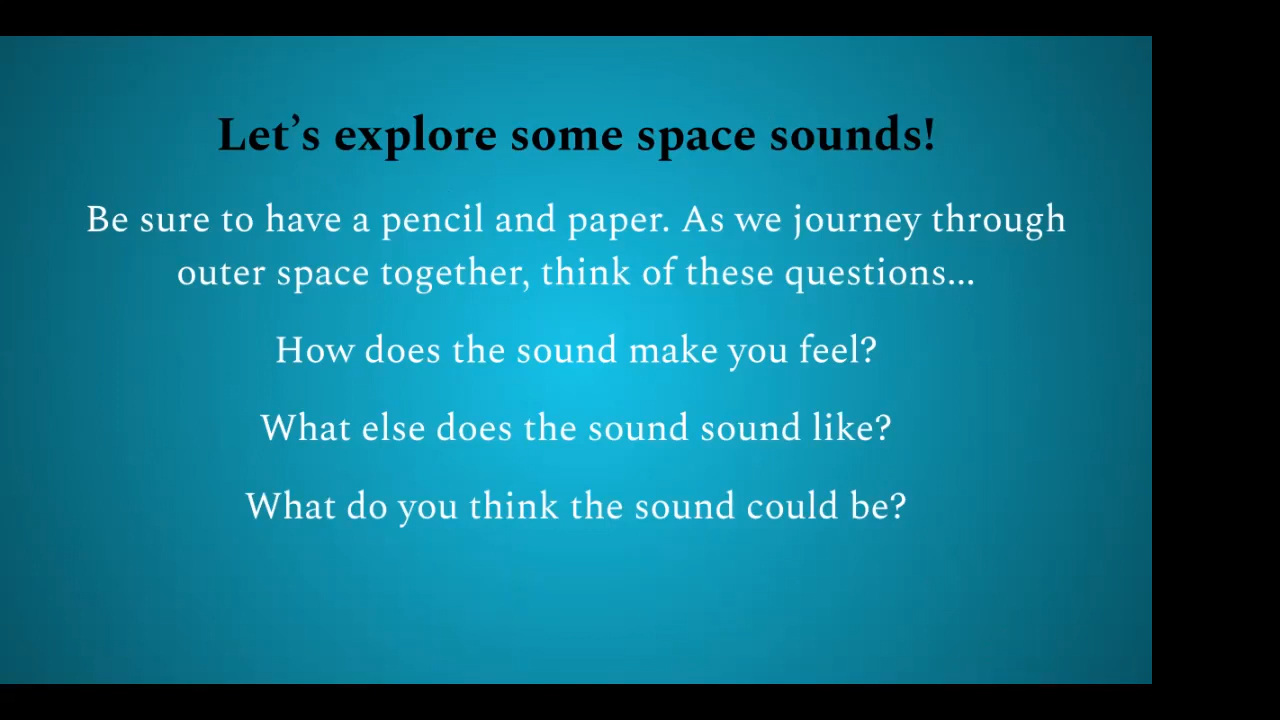 Let’s explore some space sounds!
Be sure to have a pencil and paper. As we journey through
outer space together, think of these questions...
How does the sound make you feel?
What else does the sound sound like?
What do you think the sound could be?